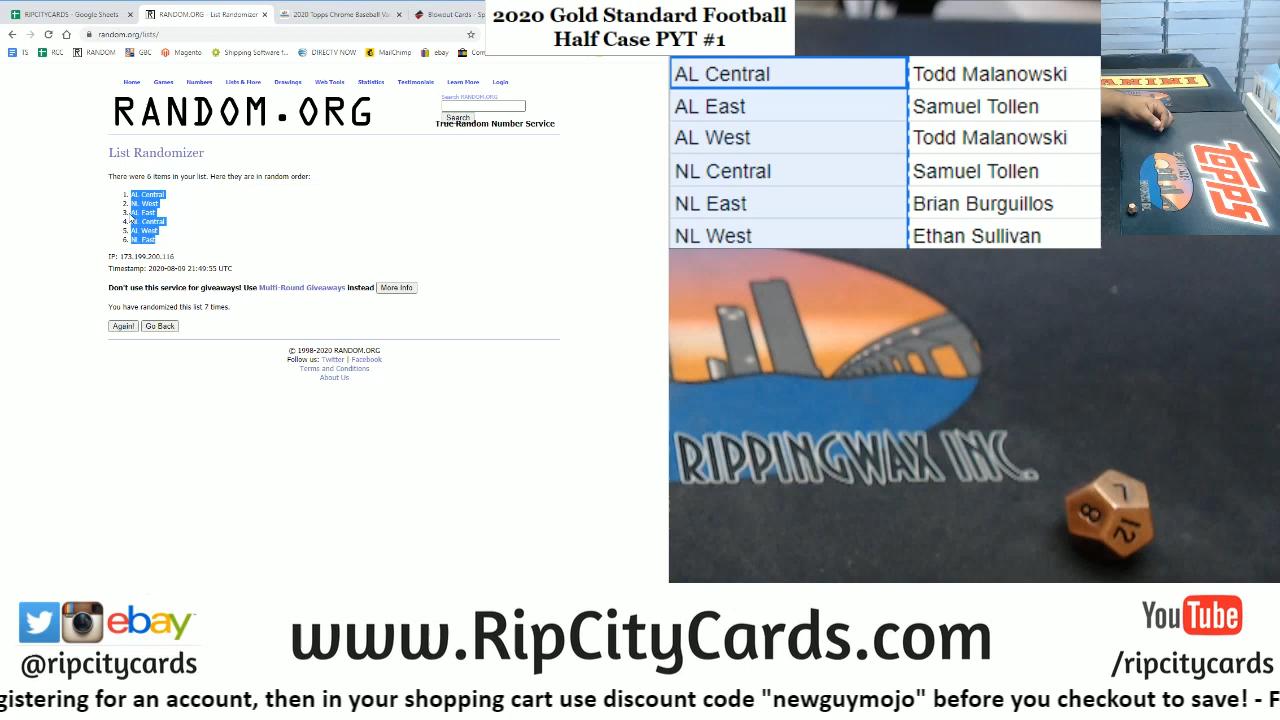 RIPCITYCARDS - Google Sheets
RANDOM.ORG - List Randomizer
2020 Topps Chrome Baseball Va
Blowout Cards - Sp
random.org/lists/
TS
RCC
RANDOM
GBC
Magento
Shipping Software f...
DIRECTV NOW
MailChimp
ebay
2020 Gold Standard Football
Half Case PYT #1
Home Games Numbers Lists & More Drawings Web Tools Statistics Testimonials Learn More Login
RANDOM.ORG
Search RANDOM.ORG
Search
True Random Number Service
List Randomizer
There were 6 items in your list. Here they are in random order:
1. AL Central
2. NL West
3. AL East
4. NL Central
5. AL West
6. NL East
IP: 173.199.200.116
Timestamp: 2020-08-09 21:49:55 UTC
Don't use this service for giveaways! Use Multi-Round Giveaways instead More Info
You have randomized this list 7 times.
Again! Go Back
© 1998-2020 RANDOM.ORG
Follow us: Twitter | Facebook
Terms and Conditions
About Us
AL Central Todd Malanowski
AL East Samuel Tollen
AL West Todd Malanowski
NL Central Samuel Tollen
NL East Brian Burguillos
NL West Ethan Sullivan
PANINI
topps
RIPPINGWAX INC.
7
8
12
ebay
@ripcitycards
www.RipCityCards.com
YouTube
/ripcitycards
gistering for an account, then in your shopping cart use discount code "newguymojo" before you checkout to save! - F